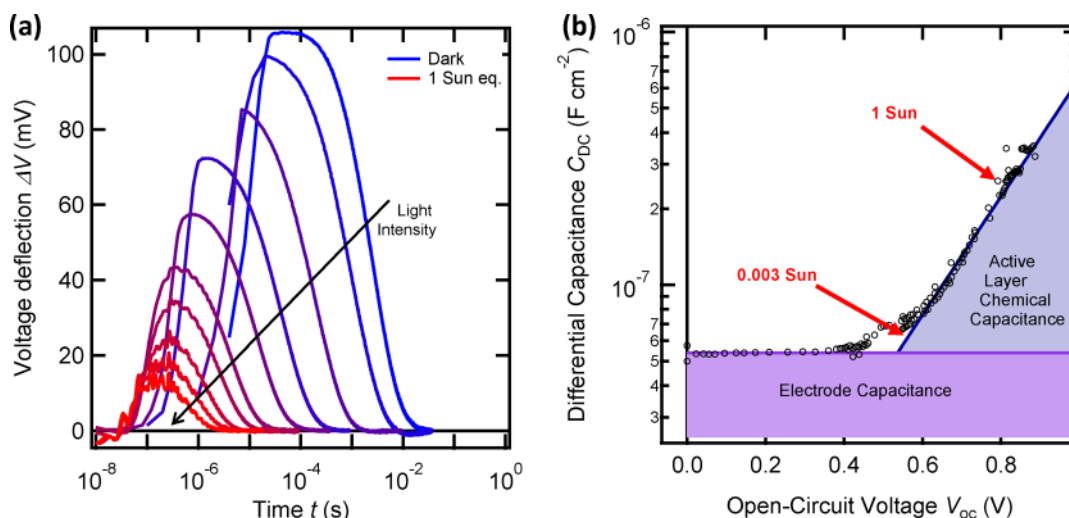 (a)
Voltage deflection ΔV (mV)
100
80
60
40
20
0
Dark
1 Sun eq.
Light
Intensity
10⁻⁸
10⁻⁶
10⁻⁴
10⁻²
10⁰
Time t (s)
(b)
Differential Capacitance C_DC (F cm⁻²)
10⁻⁶
7
6
5
4
3
2
10⁻⁷
7
6
5
4
3
1 Sun
0.003 Sun
Active
Layer
Chemical
Capacitance
Electrode Capacitance
0.0
0.2
0.4
0.6
0.8
Open-Circuit Voltage V_oc (V)